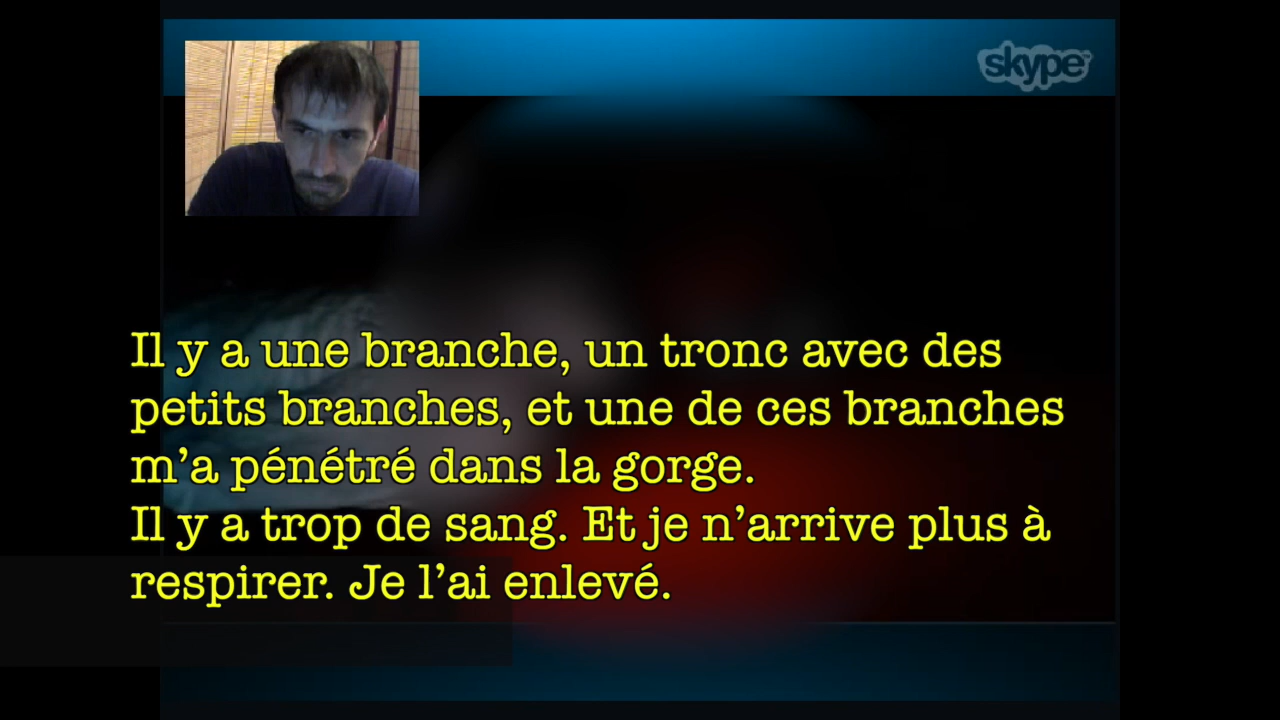 skype
Il y a une branche, un tronc avec des
petits branches, et une de ces branches
m'a pénétré dans la gorge.
Il y a trop de sang. Et je n'arrive plus à
respirer. Je l'ai enlevé.